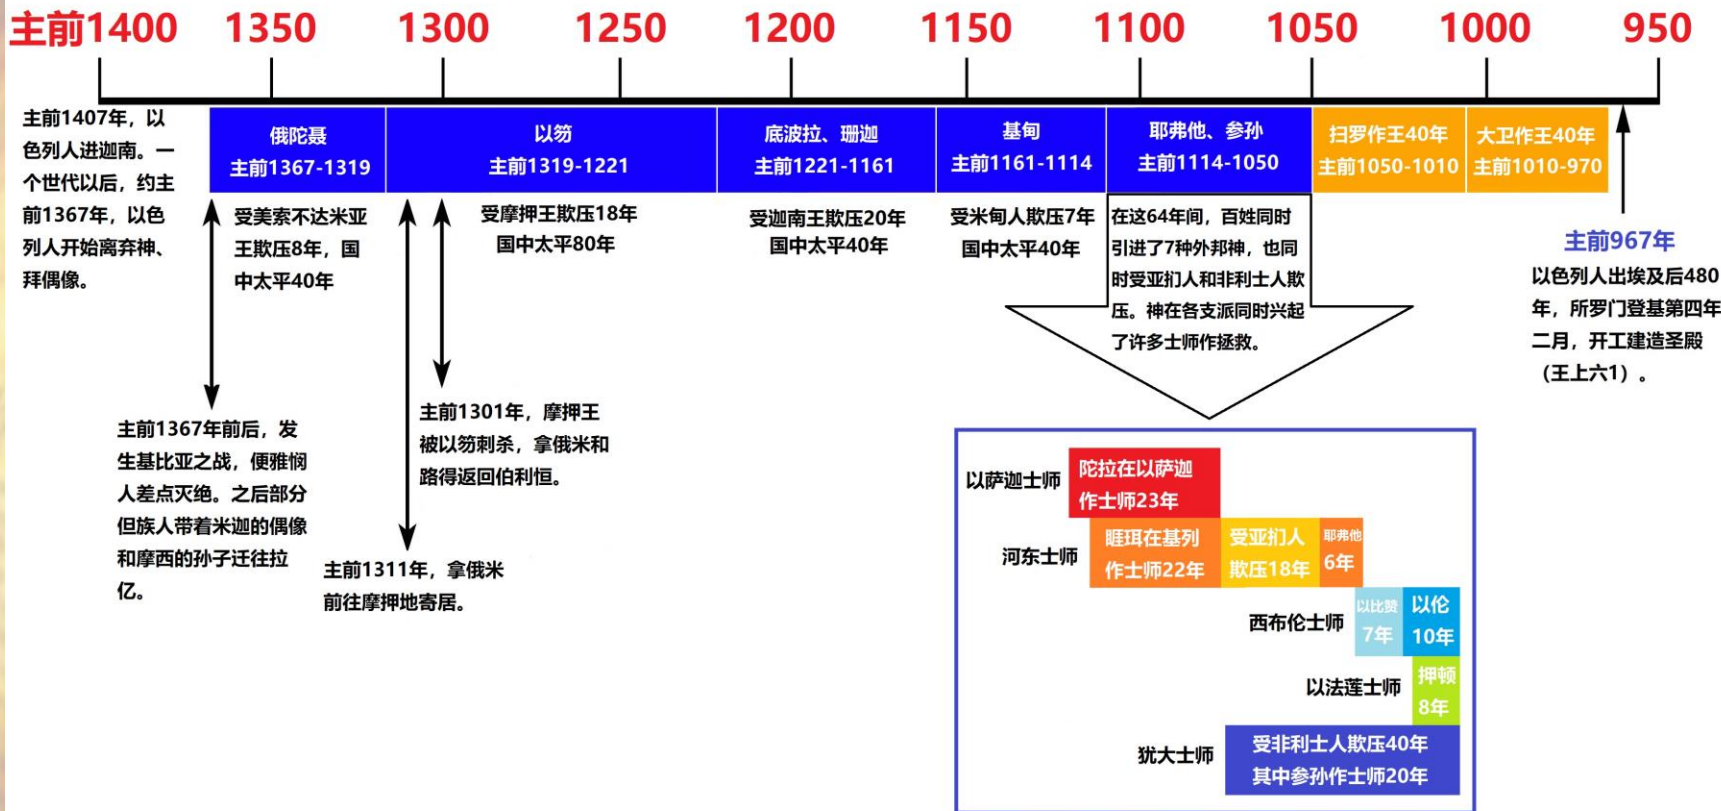 主前1400 1350 1300 1250 1200 1150 1100 1050 1000 950
主前1407年，以
色列人进迦南。一
个世代以后，约主
前1367年，以色
列人开始离弃神、
拜偶像。
俄陀聂
主前1367-1319
以笏
主前1319-1221
底波拉、珊迦
主前1221-1161
基甸
主前1161-1114
耶弗他、参孙
主前1114-1050
扫罗作王40年
主前1050-1010
大卫作王40年
主前1010-970
受美索不达米亚
王欺压8年，国
中太平40年
受摩押王欺压18年
国中太平80年
受迦南王欺压20年
国中太平40年
受米甸人欺压7年
国中太平40年
在这64年间，百姓同时
引进了7种外邦神，也同
时受亚扪人和非利士人欺
压。神在各支派同时兴起
了许多士师作拯救。
主前967年
以色列人出埃及后480
年，所罗门登基第四年
二月，开工建造圣殿
（王上六1）。
主前1367年前后，发
生基比亚之战，便雅悯
人差点灭绝。之后部分
但族人带着米迦的偶像
和摩西的孙子迁往拉
亿。
主前1301年，摩押王
被以笏刺杀，拿俄米和
路得返回伯利恒。
主前1311年，拿俄米
前往摩押地寄居。
以萨迦士师
陀拉在以萨迦
作士师23年
河东士师
睚珥在基列
作士师22年
受亚扪人
欺压18年
耶弗他
6年
西布伦士师
以比赞
7年
以伦
10年
以法莲士师
押顿
8年
犹大士师
受非利士人欺压40年
其中参孙作士师20年